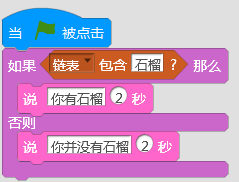 当 被点击
如果 链表 包含 石榴 ? 那么
说 你有石榴 2 秒
否则
说 你并没有石榴 2 秒